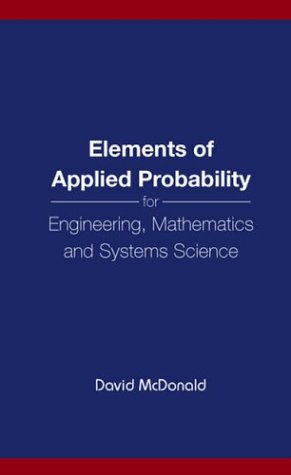 Elements of
Applied Probability
for
Engineering, Mathematics
and Systems Science
David McDonald